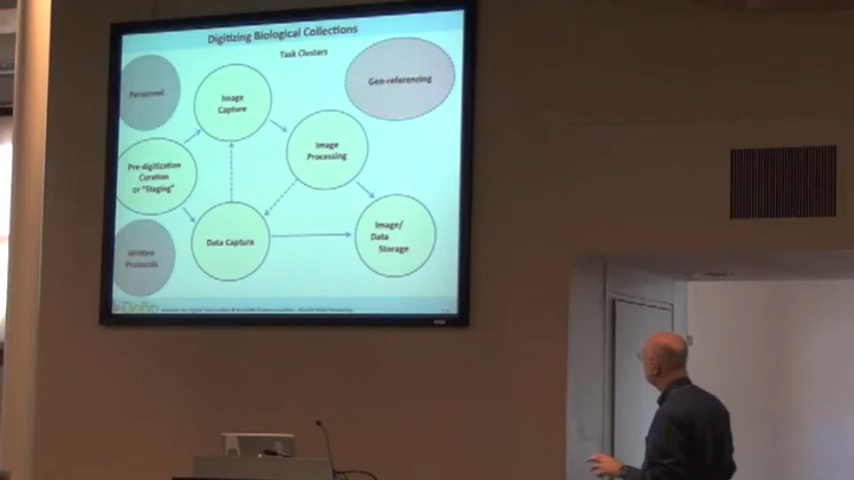 Digitizing Biological Collections
Task Clusters
Personnel
Image
Capture
Geo-referencing
Image
Processing
Pre-digitization
Curation
or "Staging"
Data Capture
Image/
Data
Storage
Written
Protocols
iDigBio